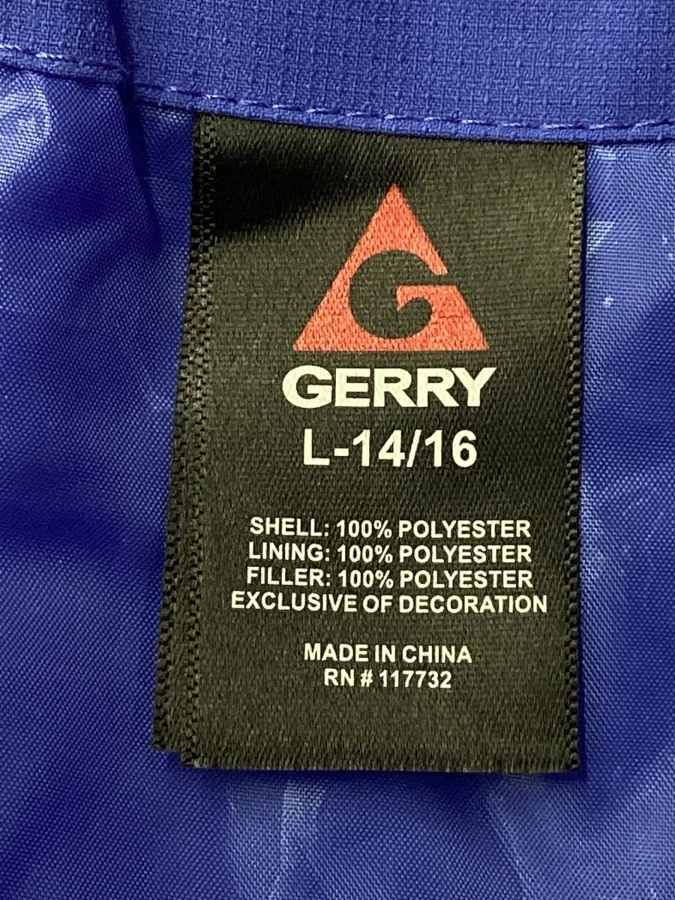 G
GERRY
L-14/16
SHELL: 100% POLYESTER
LINING: 100% POLYESTER
FILLER: 100% POLYESTER
EXCLUSIVE OF DECORATION
MADE IN CHINA
RN # 117732